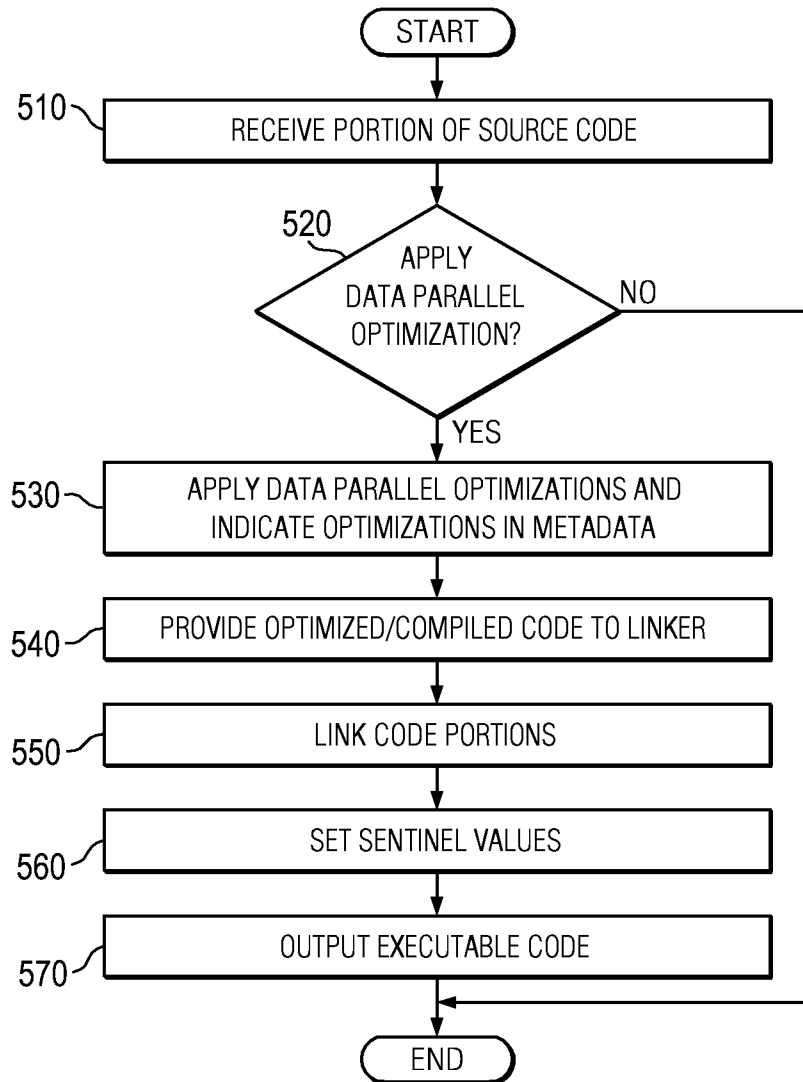 START
510
RECEIVE PORTION OF SOURCE CODE
520
APPLY
DATA PARALLEL
OPTIMIZATION?
NO
YES
530
APPLY DATA PARALLEL OPTIMIZATIONS AND
INDICATE OPTIMIZATIONS IN METADATA
540
PROVIDE OPTIMIZED/COMPILED CODE TO LINKER
550
LINK CODE PORTIONS
560
SET SENTINEL VALUES
570
OUTPUT EXECUTABLE CODE
END